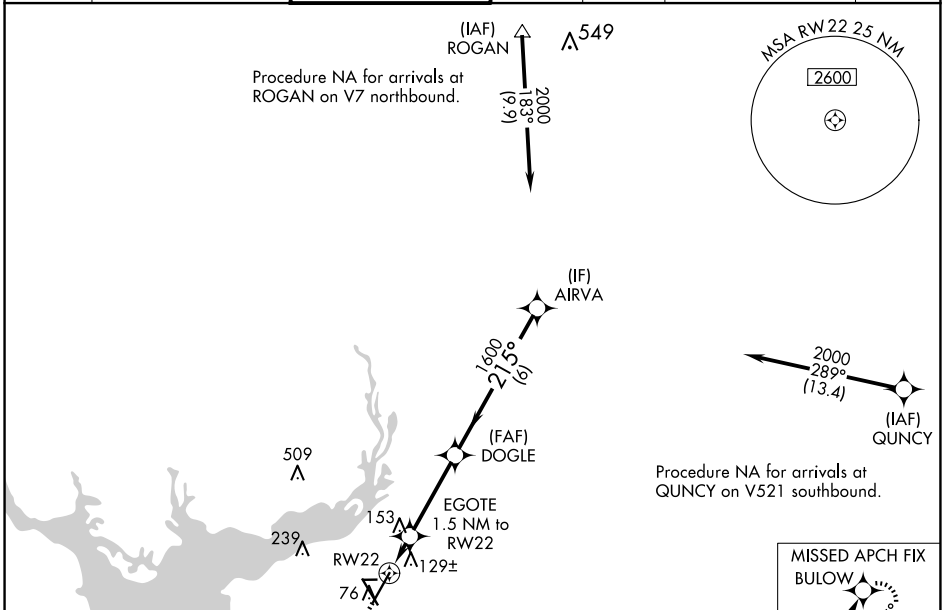 (IAF)
ROGAN
549
MSA RW22 25 NM
2600
Procedure NA for arrivals at
ROGAN on V7 northbound.
2000
183°
(9.9)
(IF)
AIRVA
1600
215°
(6)
2000
289°
(13.4)
(IAF)
QUNCY
(FAF)
DOGLE
509
Procedure NA for arrivals at
QUNCY on V521 southbound.
EGOTE
1.5 NM to
RW22
153
239
RW22
129±
76
MISSED APCH FIX
BULOW